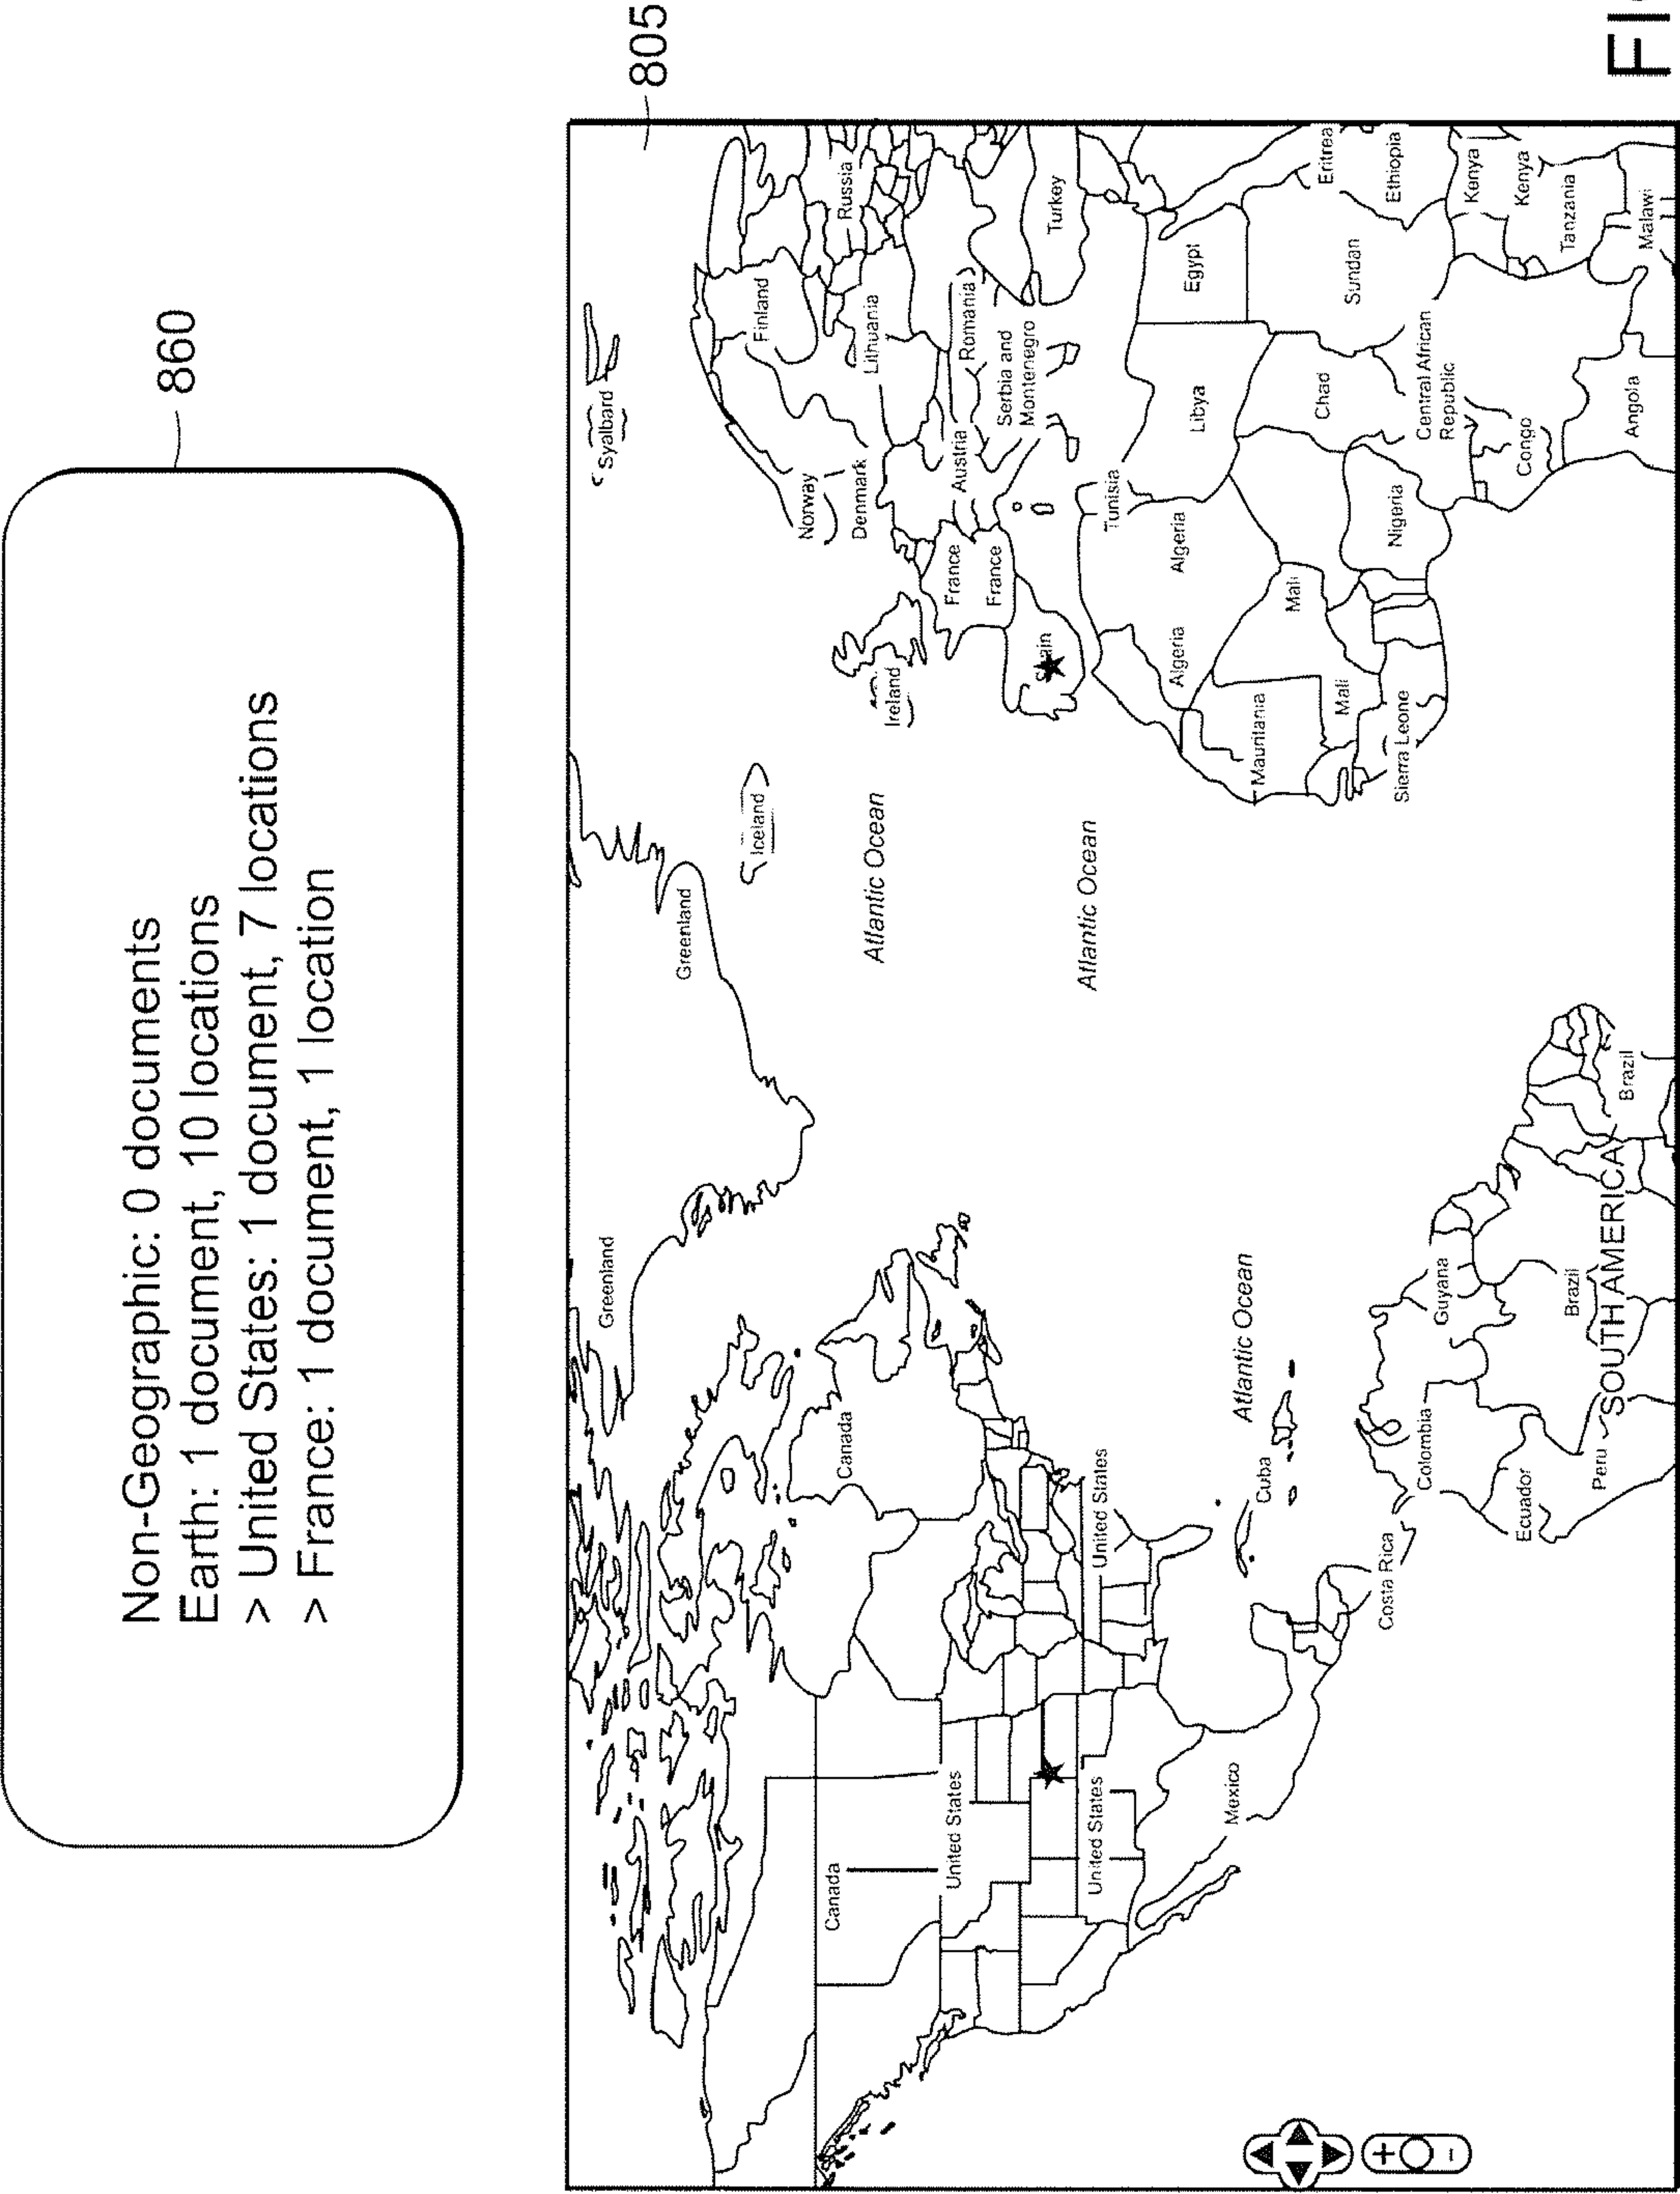 860
Non-Geographic: 0 documents
Earth: 1 document, 10 locations
> United States: 1 document, 7 locations
> France: 1 document, 1 location
805
Greenland
Syalbard
Greenland
Iceland
Finland
Norway
Canada
Canada
Russia
Denmark
Lithuania
Atlantic Ocean
Ireland
United States
France
Austria
Romania
France
Serbia and
Montenegro
Turkey
Atlantic Ocean
United States
United States
Tunisia
Algeria
Algeria
Egypt
Libya
Mexico
Atlantic Ocean
Mauritania
Cuba
Mali
Chad
Eritrea
Mali
Sundan
Costa Rica
Ethiopia
Nigeria
Sierra Leone
Central African
Republic
Colombia
Guyana
Kenya
Kenya
Ecuador
Congo
Tanzania
Brazil
Peru
SOUTH AMERICA
Brazil
Angola
Malawi
+
-